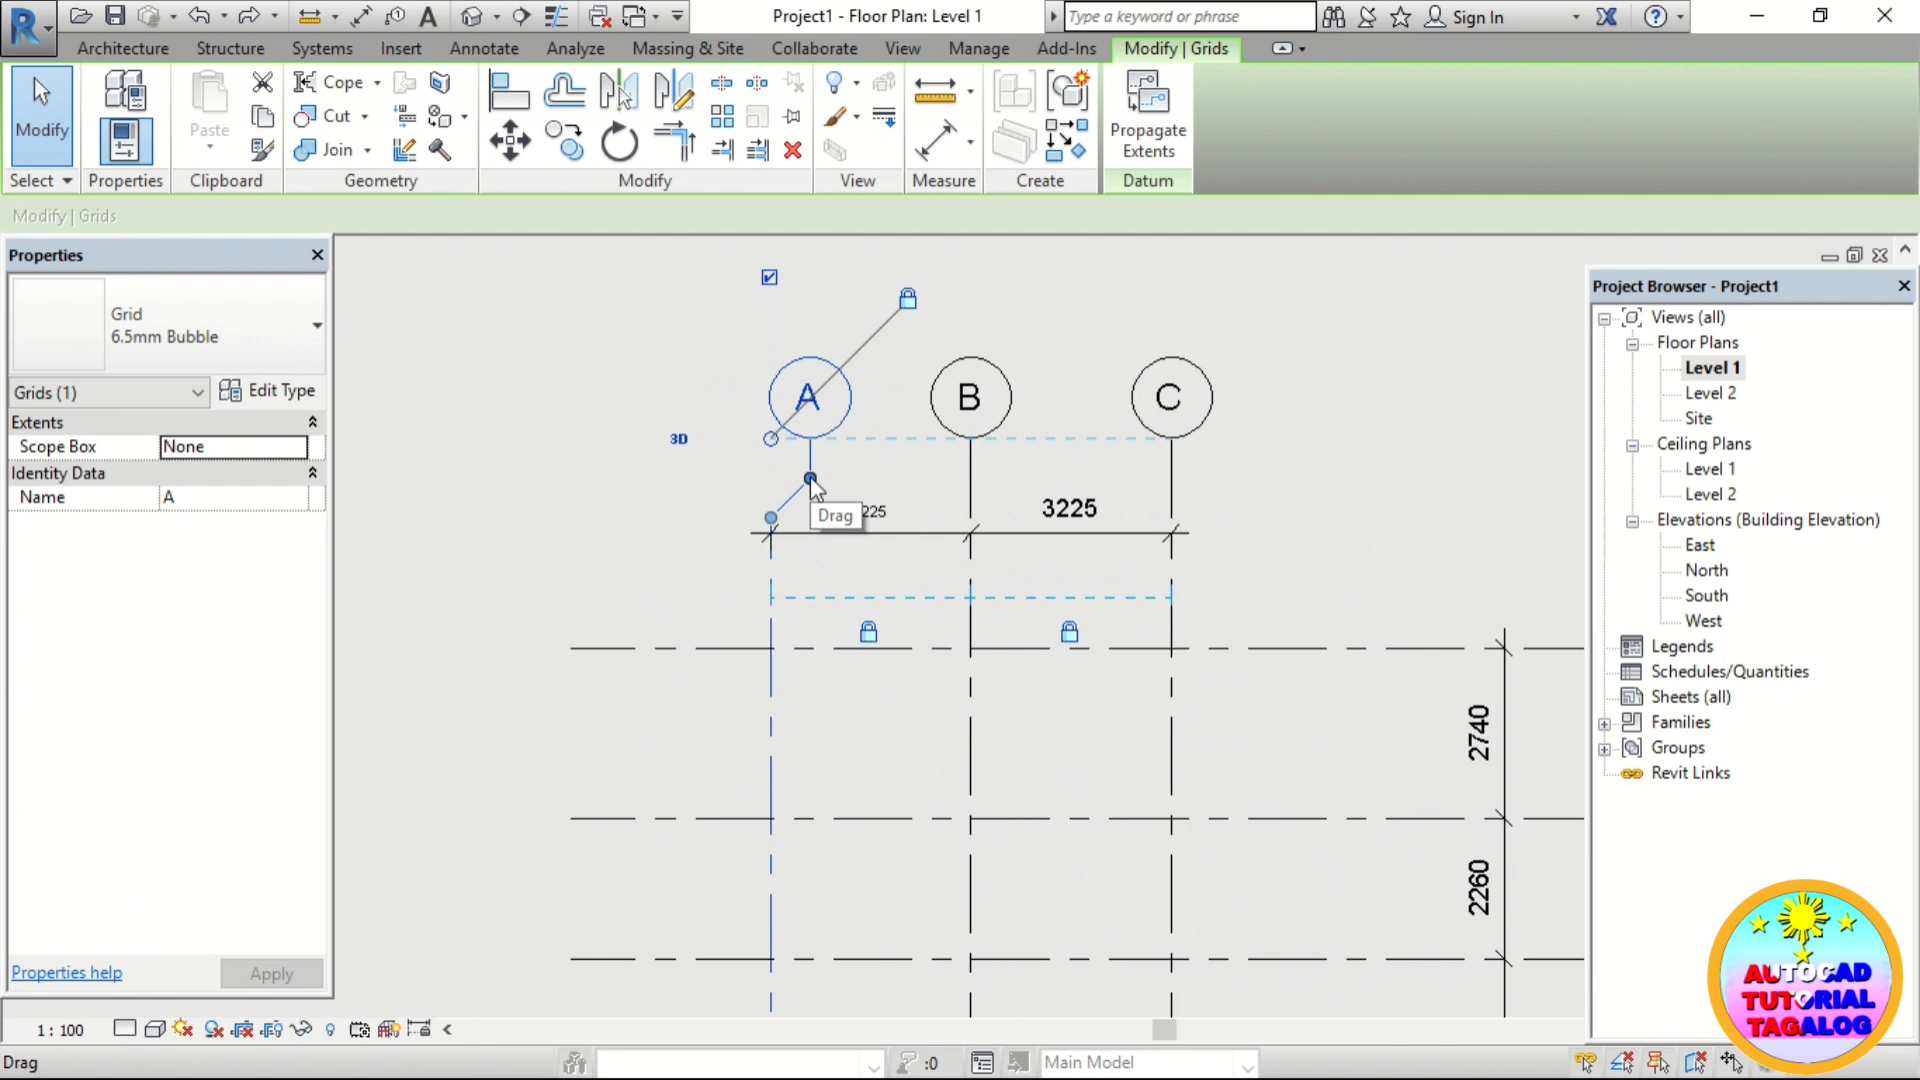 R
Project1 - Floor Plan: Level 1
Type a keyword or phrase
Sign In
Architecture
Structure
Systems
Insert
Annotate
Analyze
Massing & Site
Collaborate
View
Manage
Add-Ins
Modify | Grids
Modify
Paste
Cope
Cut
Join
Propagate
Extents
Select
Properties
Clipboard
Geometry
Modify
View
Measure
Create
Datum
Modify | Grids
Properties
Grid
6.5mm Bubble
Grids (1)
Edit Type
Extents
Scope Box
None
Identity Data
Name
A
Properties help
Apply
3D
A
B
C
Drag
225
3225
2740
2260
Project Browser - Project1
Views (all)
Floor Plans
Level 1
Level 2
Site
Ceiling Plans
Level 1
Level 2
Elevations (Building Elevation)
East
North
South
West
Legends
Schedules/Quantities
Sheets (all)
Families
Groups
Revit Links
AUTOCAD
TUTORIAL
TAGALOG
1 : 100
Drag
:0
Main Model